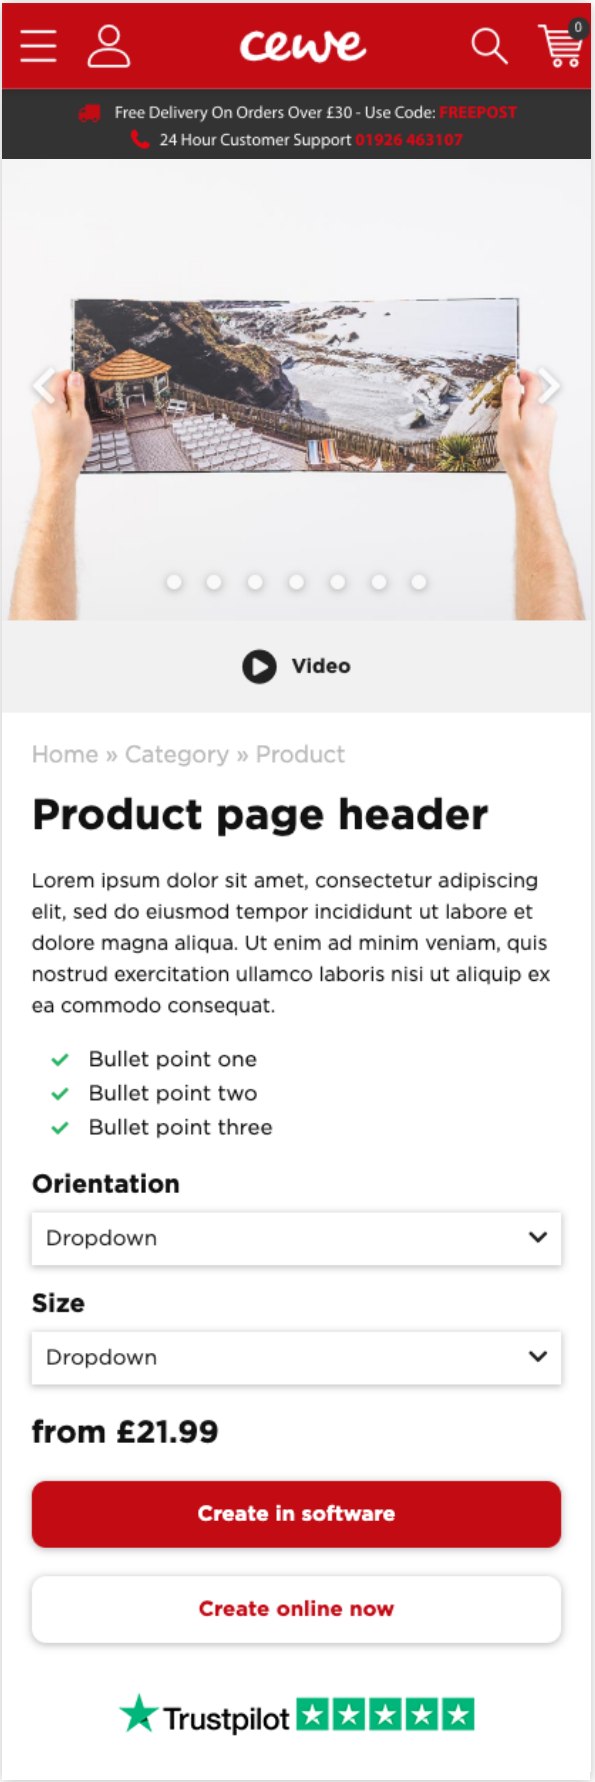 cewe
0
Free Delivery On Orders Over £30 - Use Code: FREEPOST
24 Hour Customer Support 01926 463107
Video
Home » Category » Product
Product page header
Lorem ipsum dolor sit amet, consectetur adipiscing
elit, sed do eiusmod tempor incididunt ut labore et
dolore magna aliqua. Ut enim ad minim veniam, quis
nostrud exercitation ullamco laboris nisi ut aliquip ex
ea commodo consequat.
Bullet point one
Bullet point two
Bullet point three
Orientation
Dropdown
Size
Dropdown
from £21.99
Create in software
Create online now
Trustpilot